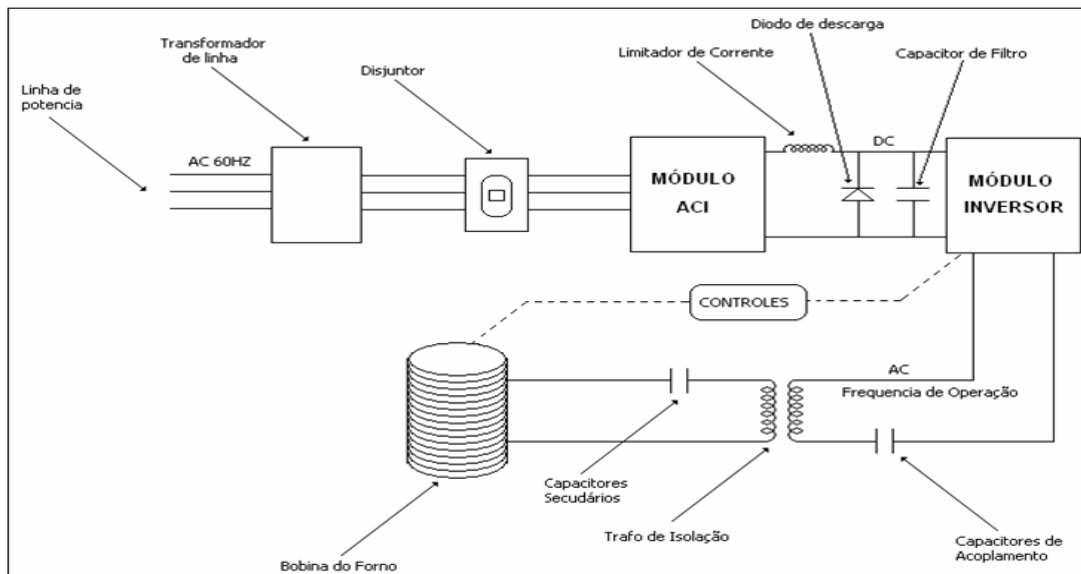 Diodo de descarga
Transformador
de linha
Limitador de Corrente
Capacitor de Filtro
Disjuntor
Linha de
potencia
AC 60HZ
DC
MÓDULO
ACI
MÓDULO
INVERSOR
CONTROLES
AC
Frequencia de Operação
Capacitores
Secudários
Trafo de Isolação
Capacitores de
Acoplamento
Bobina do Forno